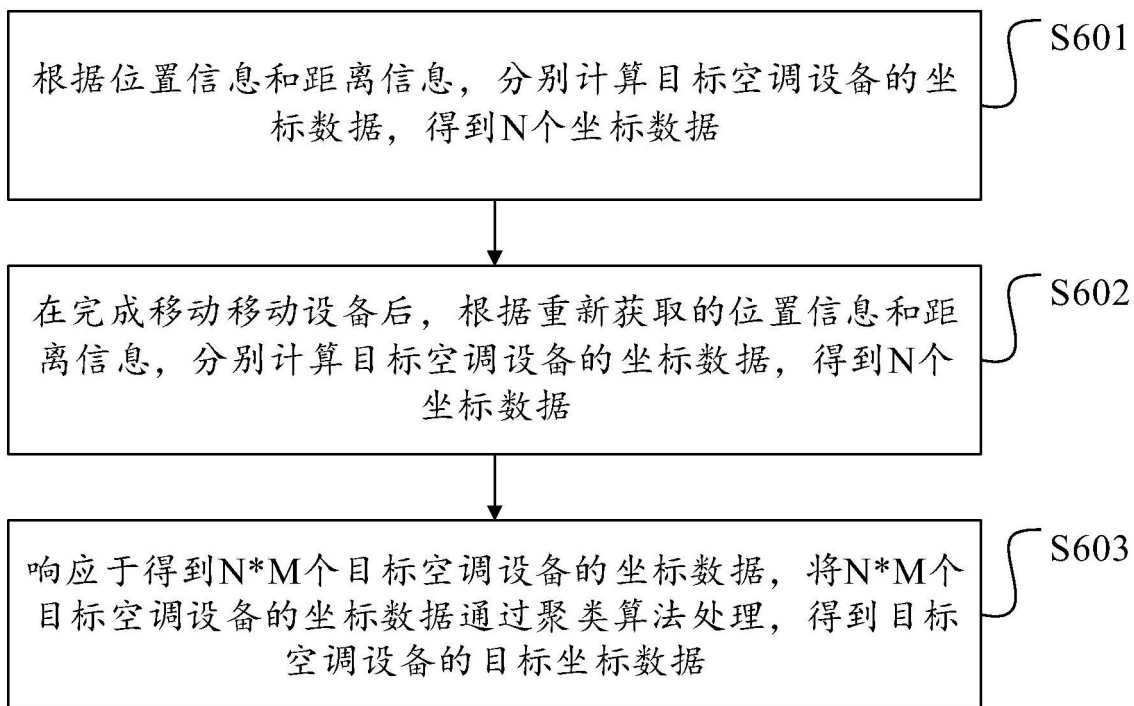 根据位置信息和距离信息，分别计算目标空调设备的坐
标数据，得到N个坐标数据
S601
在完成移动移动设备后，根据重新获取的位置信息和距
离信息，分别计算目标空调设备的坐标数据，得到N个
坐标数据
S602
响应于得到N*M个目标空调设备的坐标数据，将N*M个
目标空调设备的坐标数据通过聚类算法处理，得到目标
空调设备的目标坐标数据
S603